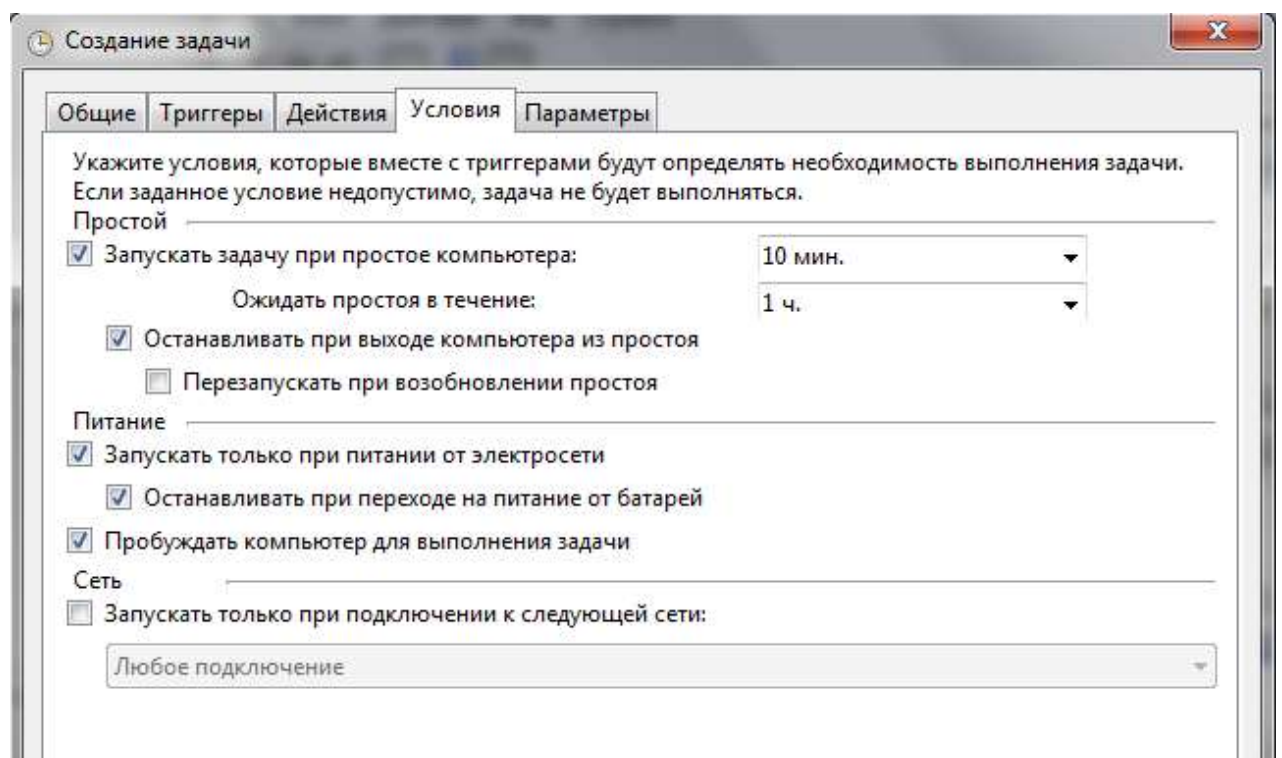 Создание задачи
Общие Триггеры Действия Условия Параметры
Укажите условия, которые вместе с триггерами будут определять необходимость выполнения задачи.
Если заданное условие недопустимо, задача не будет выполняться.
Простой
Запускать задачу при простое компьютера: 10 мин.
Ожидать простоя в течение: 1 ч.
Останавливать при выходе компьютера из простоя
Перезапускать при возобновлении простоя
Питание
Запускать только при питании от электросети
Останавливать при переходе на питание от батарей
Пробуждать компьютер для выполнения задачи
Сеть
Запускать только при подключении к следующей сети:
Любое подключение